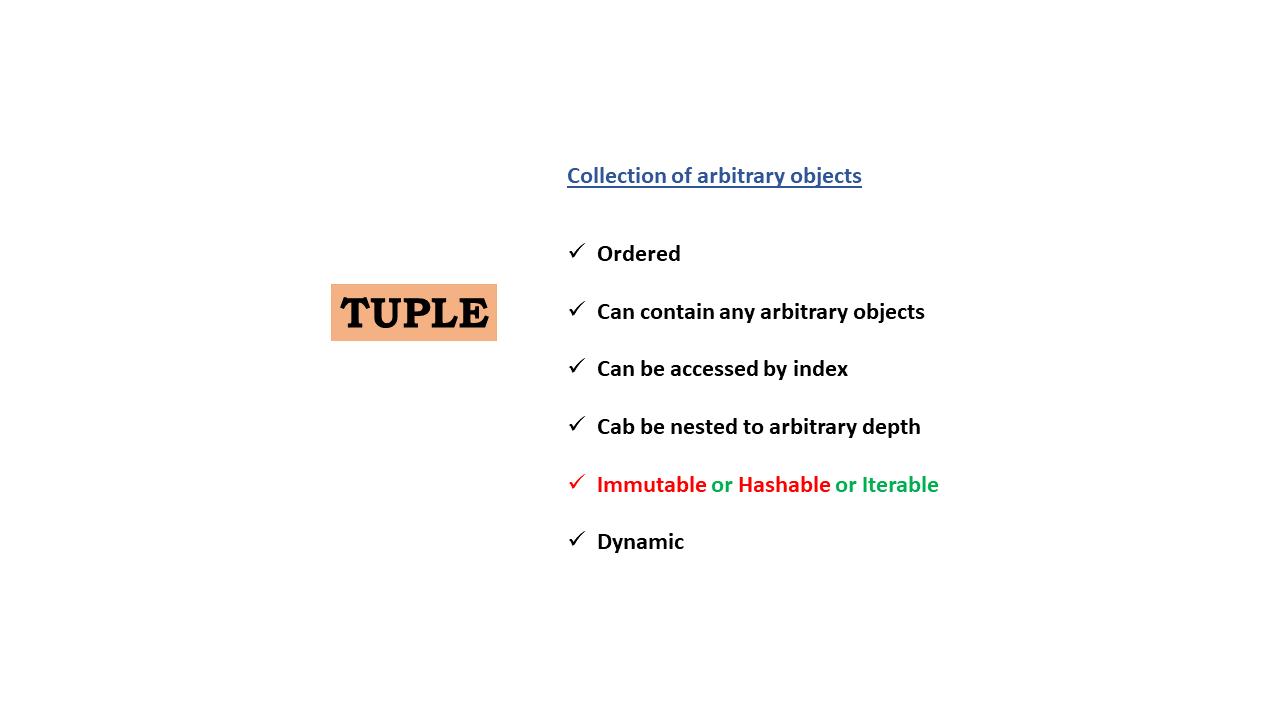 Collection of arbitrary objects
✓ Ordered
TUPLE
✓ Can contain any arbitrary objects
✓ Can be accessed by index
✓ Cab be nested to arbitrary depth
✓ Immutable or Hashable or Iterable
✓ Dynamic